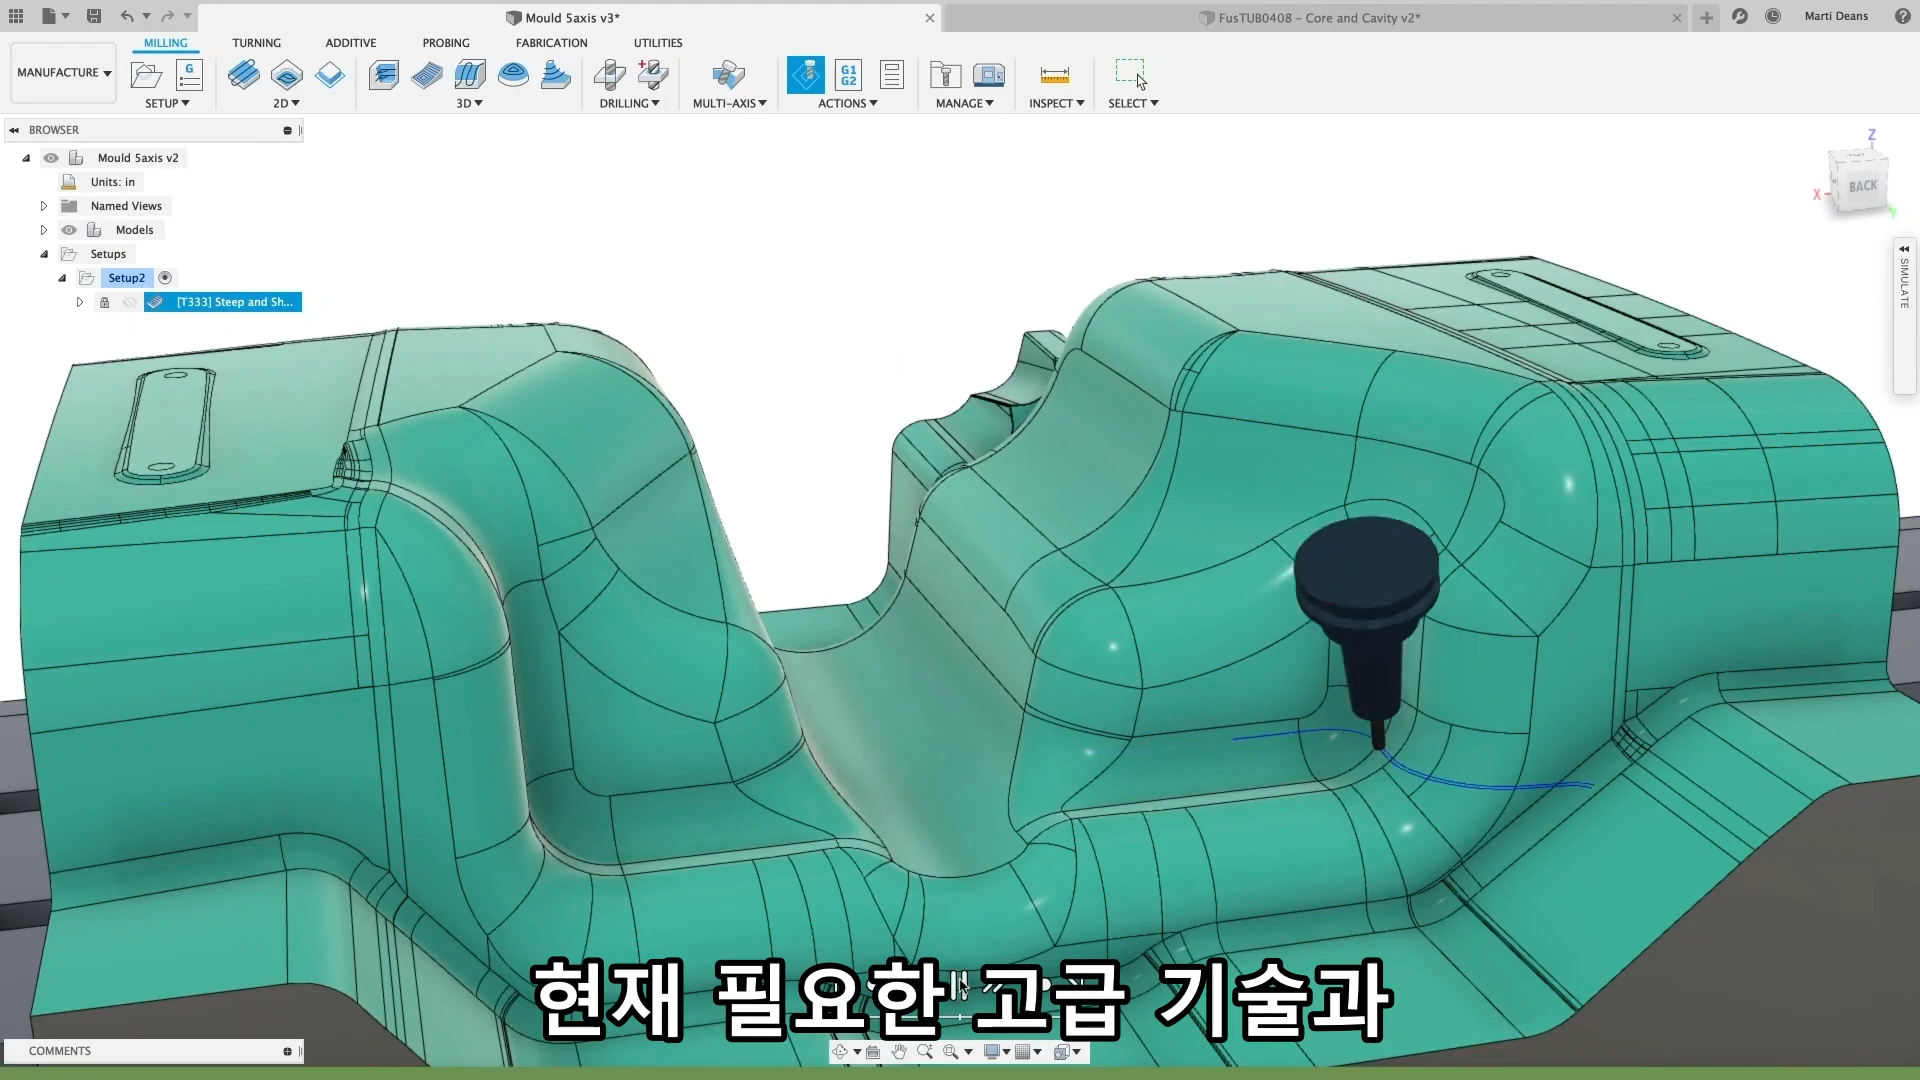 Mould 5axis v3*
FusTUB0408 – Core and Cavity v2*
Marti Deans
MILLING
TURNING
ADDITIVE
PROBING
FABRICATION
UTILITIES
MANUFACTURE
G
G1
G2
SETUP
2D
3D
DRILLING
MULTI-AXIS
ACTIONS
MANAGE
INSPECT
SELECT
BROWSER
Mould 5axis v2
Units: in
Named Views
Models
Setups
Setup2
[T333] Steep and Sh...
Z
BACK
X
Y
SIMULATE
현재 필요한 고급 기술과
COMMENTS